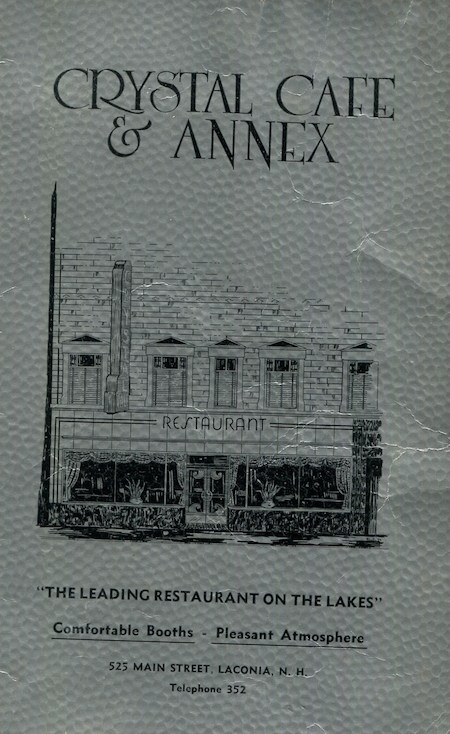 CRYSTAL CAFE
& ANNEX
RESTAURANT
"THE LEADING RESTAURANT ON THE LAKES"
Comfortable Booths - Pleasant Atmosphere
525 MAIN STREET, LACONIA, N. H.
Telephone 352